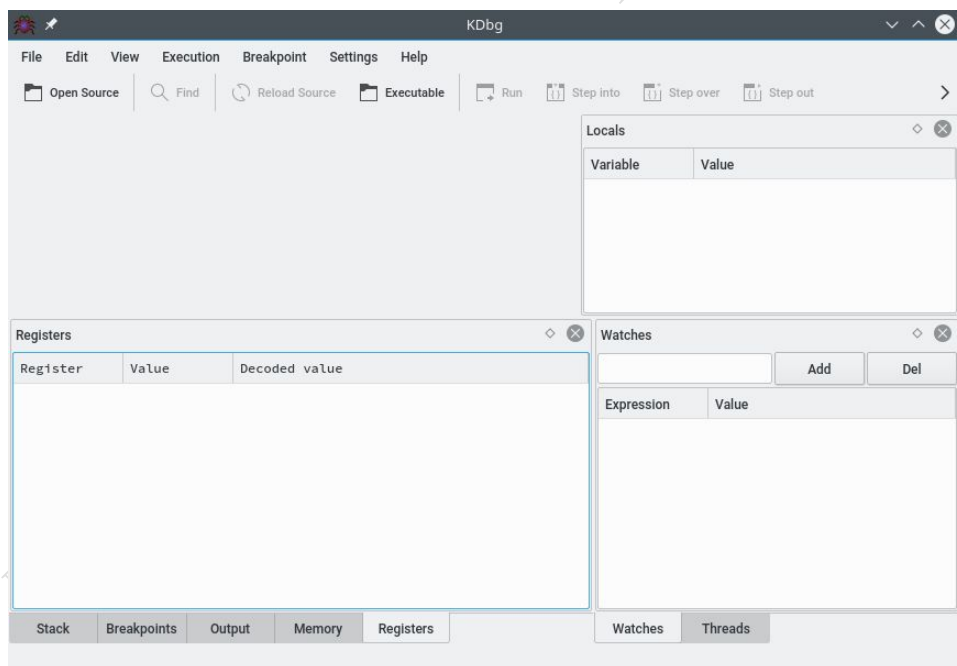 KDbg
File Edit View Execution Breakpoint Settings Help
Open Source Find Reload Source Executable Run Step into Step over Step out
Locals
Variable Value
Registers
Register Value Decoded value
Watches
Add Del
Expression Value
Stack Breakpoints Output Memory Registers
Watches Threads